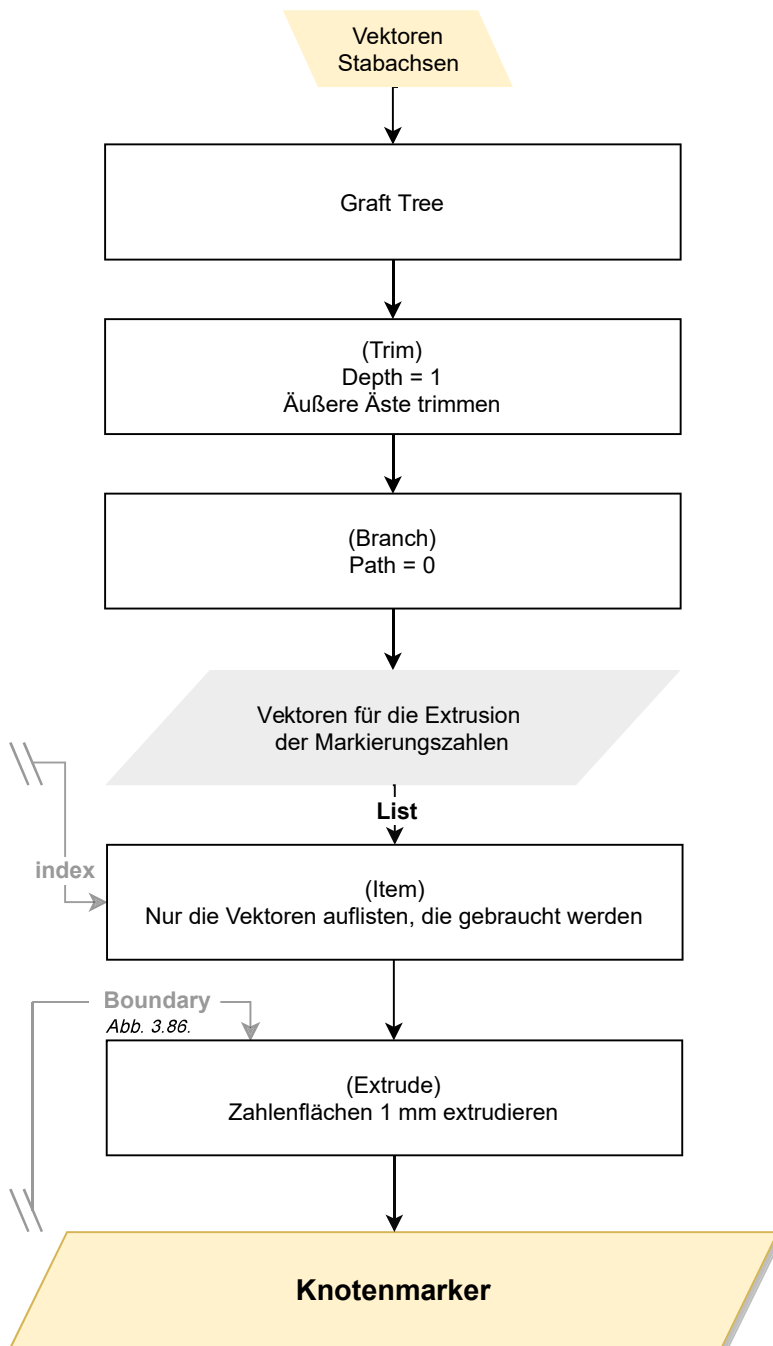 Vektoren
Stabachsen
Graft Tree
(Trim)
Depth = 1
Äußere Äste trimmen
(Branch)
Path = 0
Vektoren für die Extrusion
der Markierungszahlen
List
index
(Item)
Nur die Vektoren auflisten, die gebraucht werden
Boundary
Abb. 3.86.
(Extrude)
Zahlenflächen 1 mm extrudieren
Knotenmarker